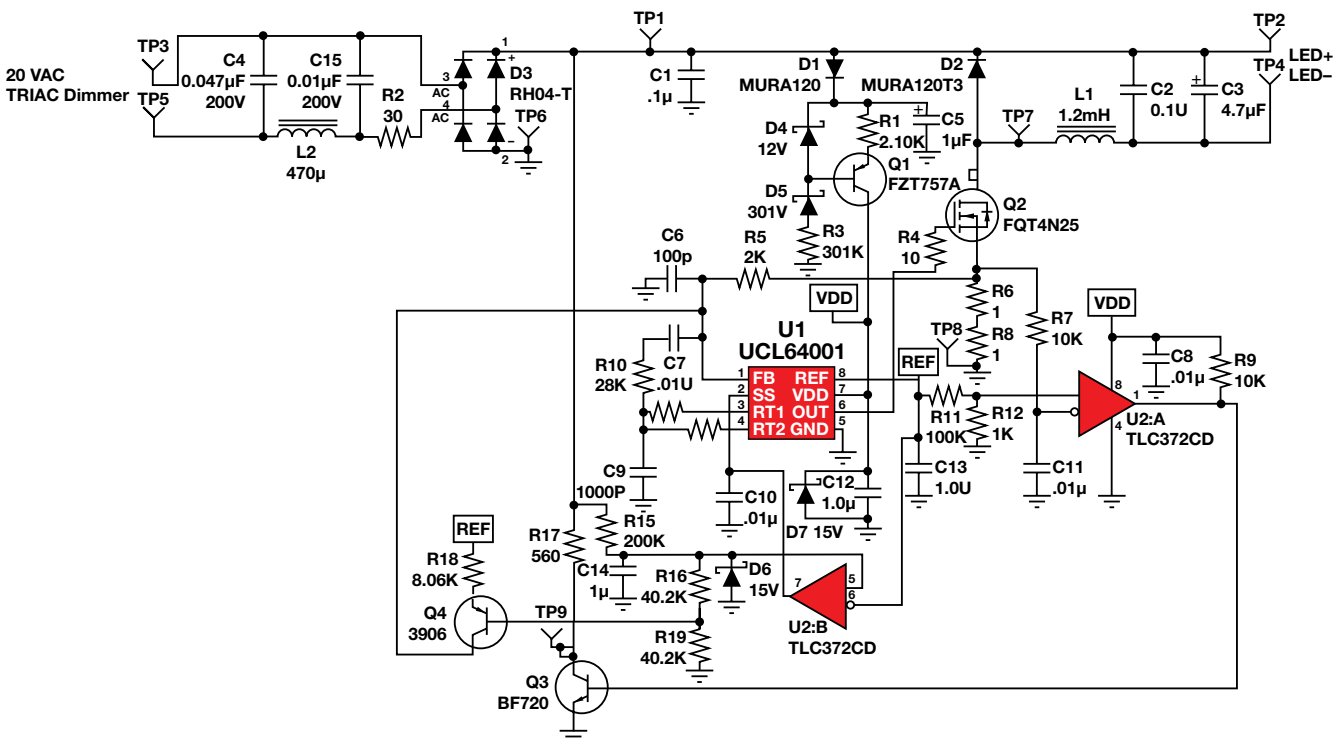 TP3
TP5
20 VAC
TRIAC Dimmer
C4
0.047µF
200V
C15
0.01µF
200V
R2
30
L2
470µ
1
3
AC
4
AC
2
+
–
D3
RH04-T
TP6
TP1
C1
.1µ
D1
MURA120
D2
MURA120T3
TP2
LED+
TP4
LED–
C2
0.1U
+
C3
4.7µF
L1
1.2mH
TP7
D4
12V
R1
2.10K
+
C5
1µF
Q1
FZT757A
D5
301V
R3
301K
Q2
FQT4N25
R4
10
C6
100p
R5
2K
VDD
R6
1
R8
1
TP8
R7
10K
VDD
C8
.01µ
R9
10K
U1
UCL64001
1 FB REF 8
2 SS VDD 7
3 RT1 OUT 6
4 RT2 GND 5
REF
R10
28K
C7
.01U
R11
100K
R12
1K
8
1
4
U2:A
TLC372CD
C9
1000P
C10
.01µ
C12
1.0µ
D7 15V
C13
1.0U
C11
.01µ
REF
R18
8.06K
R17
560
R15
200K
C14
1µ
R16
40.2K
D6
15V
7
5
6
U2:B
TLC372CD
Q4
3906
TP9
R19
40.2K
Q3
BF720